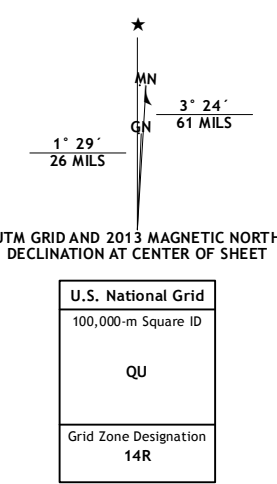 ★
MN
GN
3° 24´
61 MILS
1° 29´
26 MILS
UTM GRID AND 2013 MAGNETIC NORTH
DECLINATION AT CENTER OF SHEET
U.S. National Grid
100,000-m Square ID
QU
Grid Zone Designation
14R